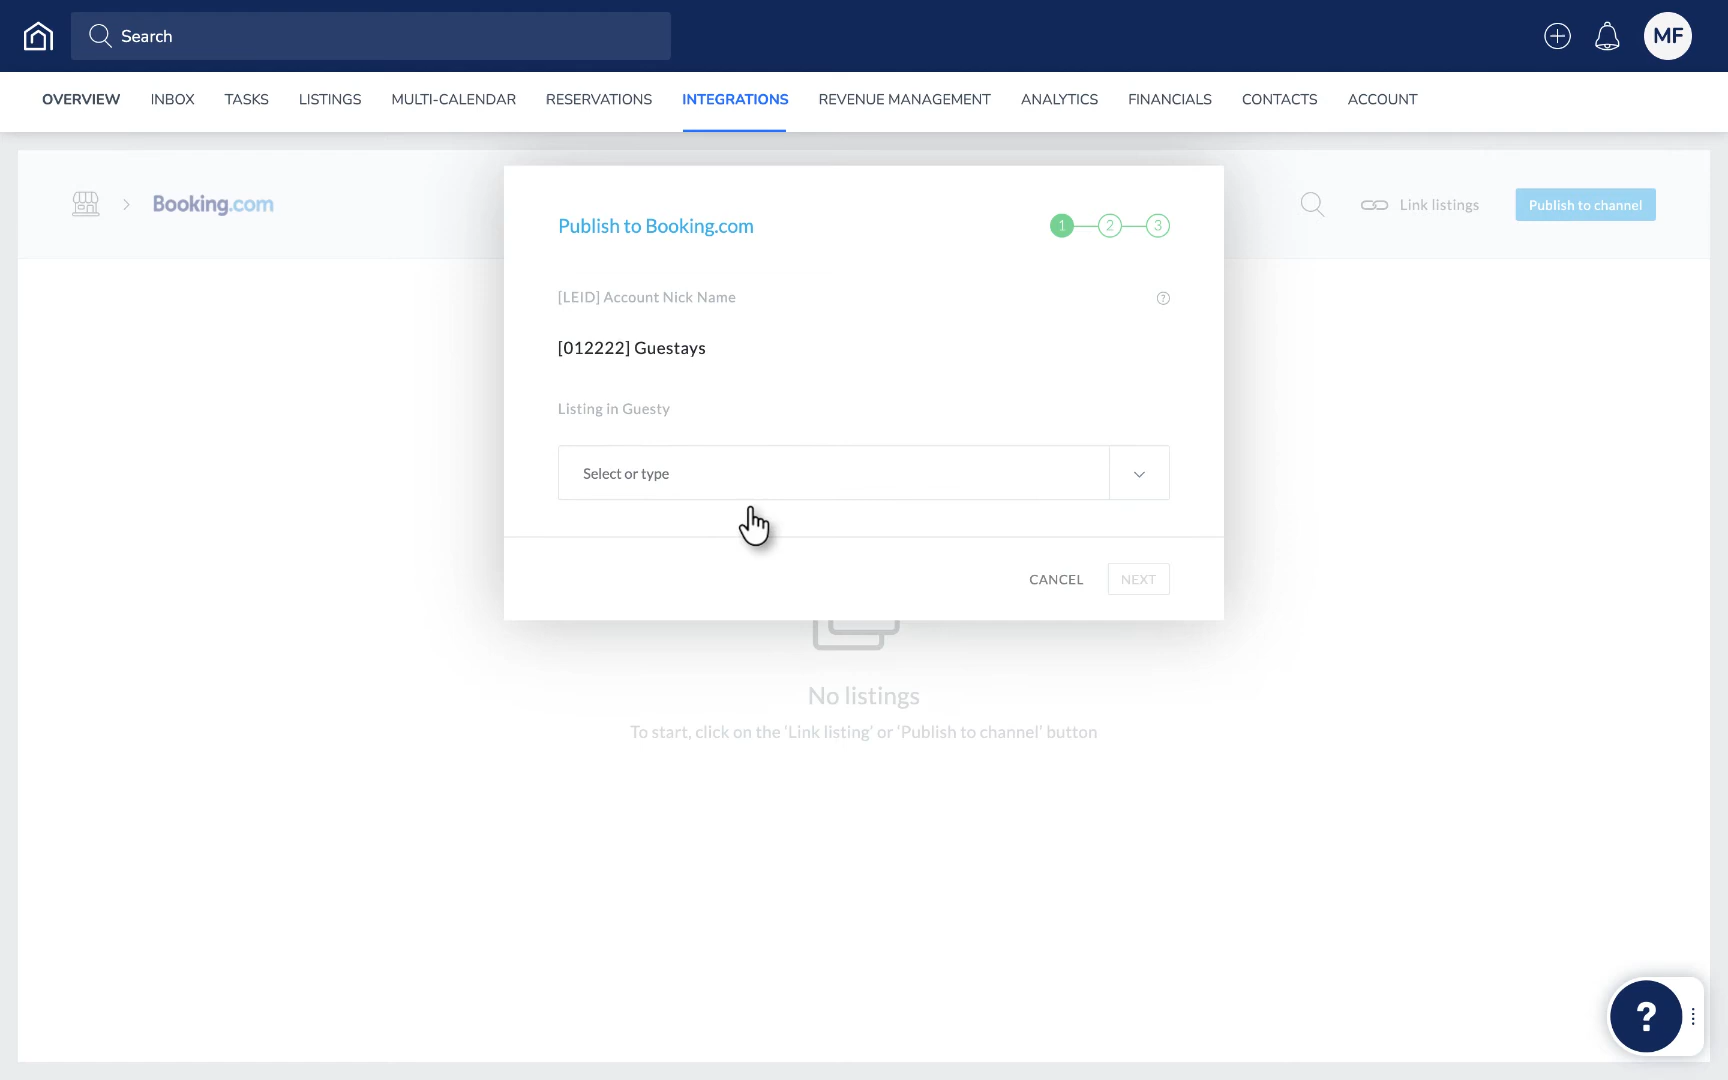 Search
MF
OVERVIEW INBOX TASKS LISTINGS MULTI-CALENDAR RESERVATIONS INTEGRATIONS REVENUE MANAGEMENT ANALYTICS FINANCIALS CONTACTS ACCOUNT
Booking.com
Link listings
Publish to channel
Publish to Booking.com
1 2 3
[LEID] Account Nick Name
?
[012222] Guestays
Listing in Guesty
Select or type
CANCEL NEXT
No listings
To start, click on the 'Link listing' or 'Publish to channel' button
?